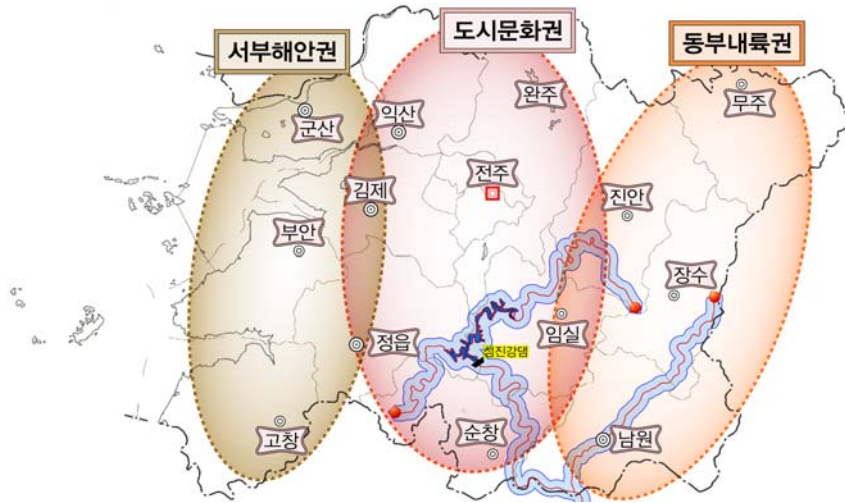 서부해안권
도시문화권
동부내륙권
완주
무주
군산
익산
전주
김제
진안
부안
장수
임실
정읍
섬진강댐
고창
순창
남원